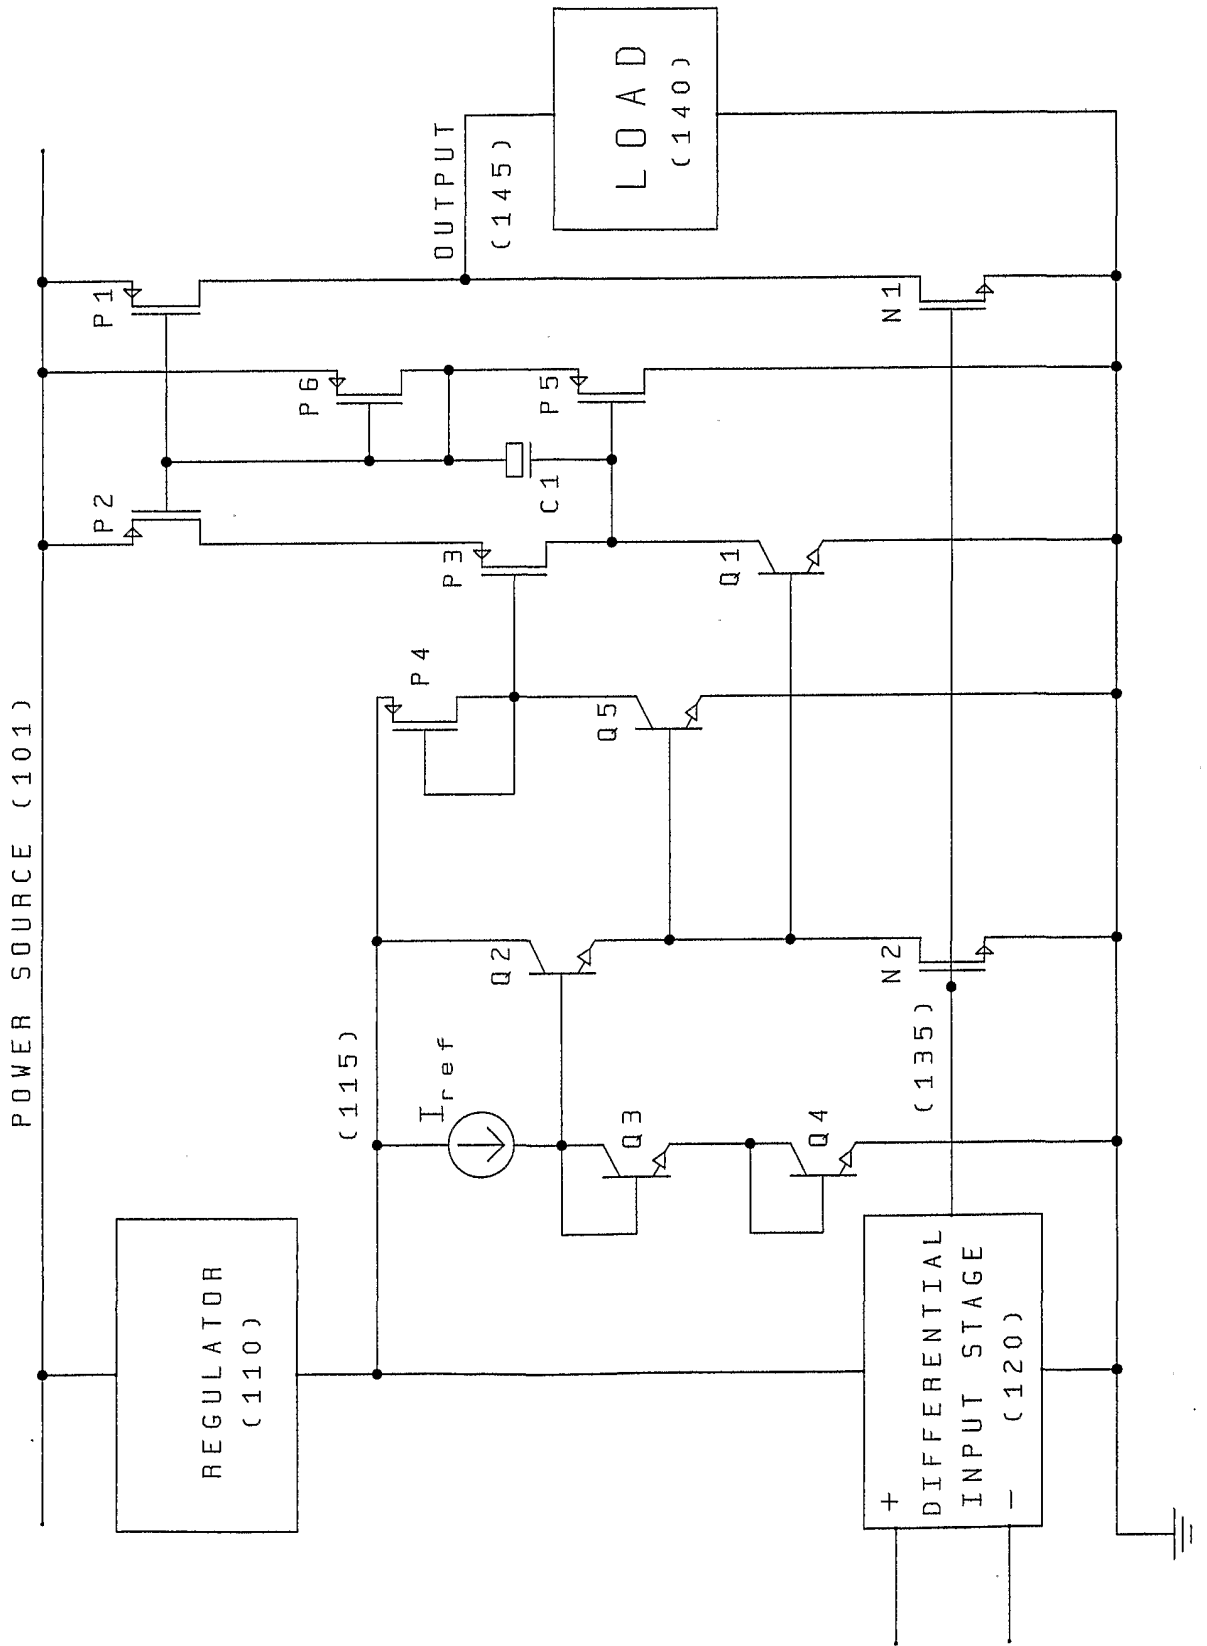 POWER SOURCE (101)
REGULATOR
(110)
(115)
I ref
Q3
Q4
Q2
N2
(135)
P4
Q5
P2
P3
Q1
P6
P5
C1
P1
N1
OUTPUT
(145)
LOAD
(140)
+
DIFFERENTIAL
INPUT STAGE
(120)
−